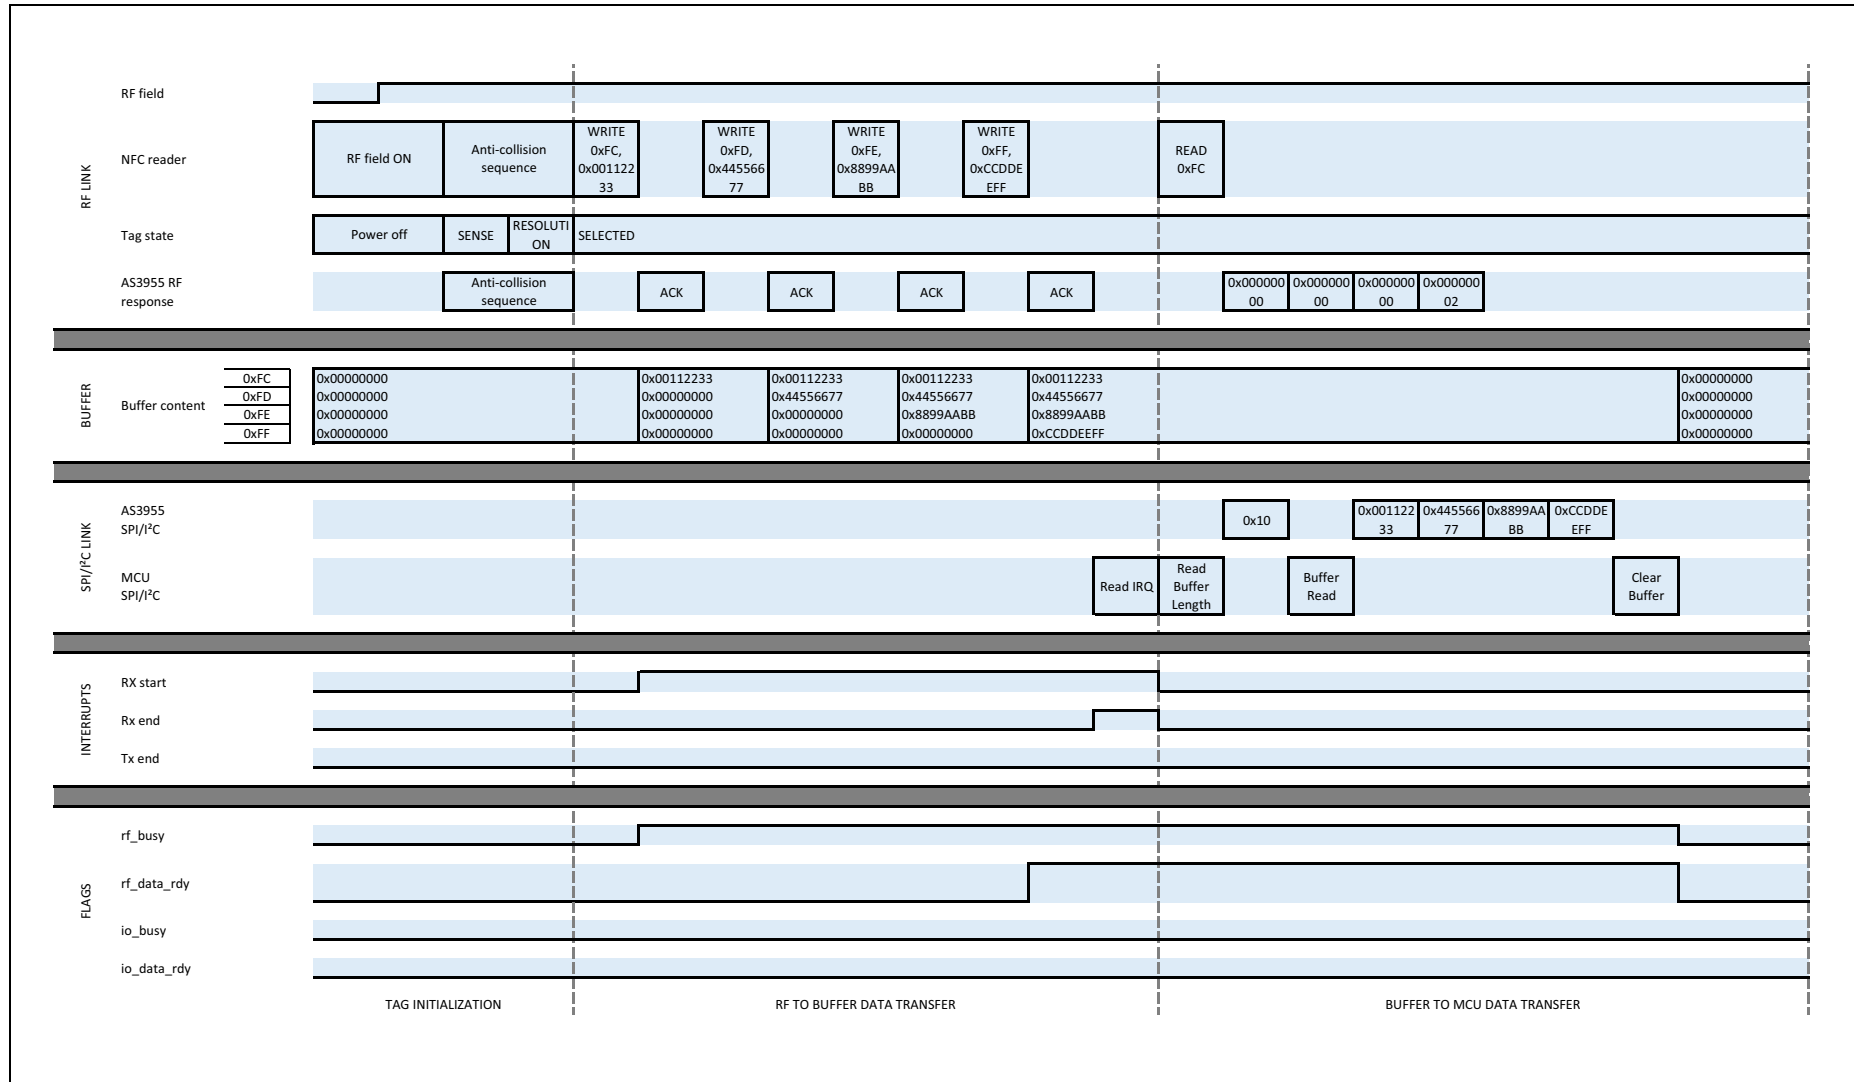 RF field
RF LINK
NFC reader
RF field ON
Anti-collision
sequence
WRITE
0xFC,
0x001122
33
WRITE
0xFD,
0x445566
77
WRITE
0xFE,
0x8899AA
BB
WRITE
0xFF,
0xCCDDE
EFF
READ
0xFC
Tag state
Power off
SENSE
RESOLUTI
ON
SELECTED
AS3955 RF
response
Anti-collision
sequence
ACK
ACK
ACK
ACK
0x000000
00
0x000000
00
0x000000
00
0x000000
02
BUFFER
Buffer content
0xFC
0xFD
0xFE
0xFF
0x00000000
0x00000000
0x00000000
0x00000000
0x00112233
0x00000000
0x00000000
0x00000000
0x00112233
0x44556677
0x00000000
0x00000000
0x00112233
0x44556677
0x8899AABB
0x00000000
0x00112233
0x44556677
0x8899AABB
0xCCDDEEFF
0x00000000
0x00000000
0x00000000
0x00000000
SPI/I²C LINK
AS3955
SPI/I²C
0x10
0x001122
33
0x445566
77
0x8899AA
BB
0xCCDDE
EFF
MCU
SPI/I²C
Read IRQ
Read
Buffer
Length
Buffer
Read
Clear
Buffer
INTERRUPTS
RX start
Rx end
Tx end
FLAGS
rf_busy
rf_data_rdy
io_busy
io_data_rdy
TAG INITIALIZATION
RF TO BUFFER DATA TRANSFER
BUFFER TO MCU DATA TRANSFER